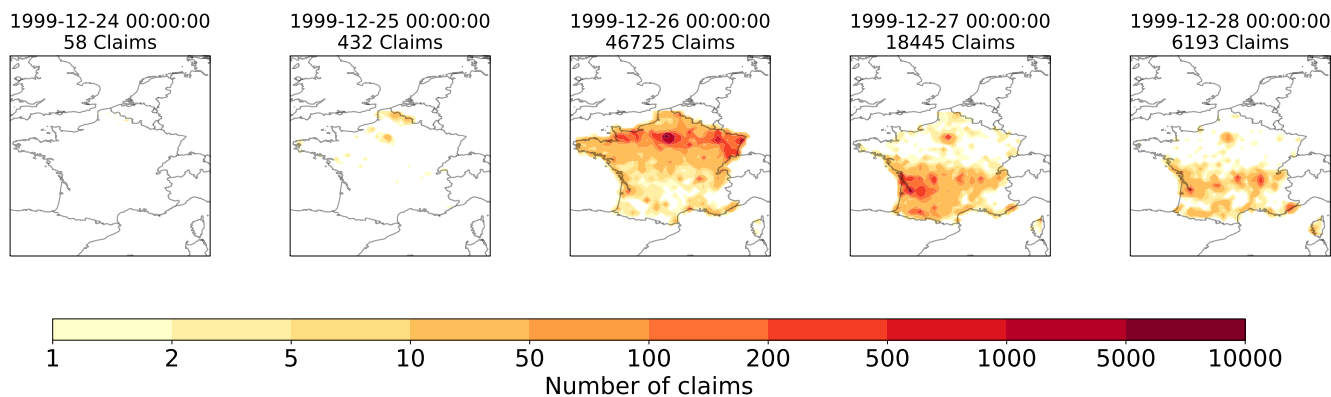 1999-12-24 00:00:00
58 Claims
1999-12-25 00:00:00
432 Claims
1999-12-26 00:00:00
46725 Claims
1999-12-27 00:00:00
18445 Claims
1999-12-28 00:00:00
6193 Claims
1 2 5 10 50 100 200 500 1000 5000 10000
Number of claims